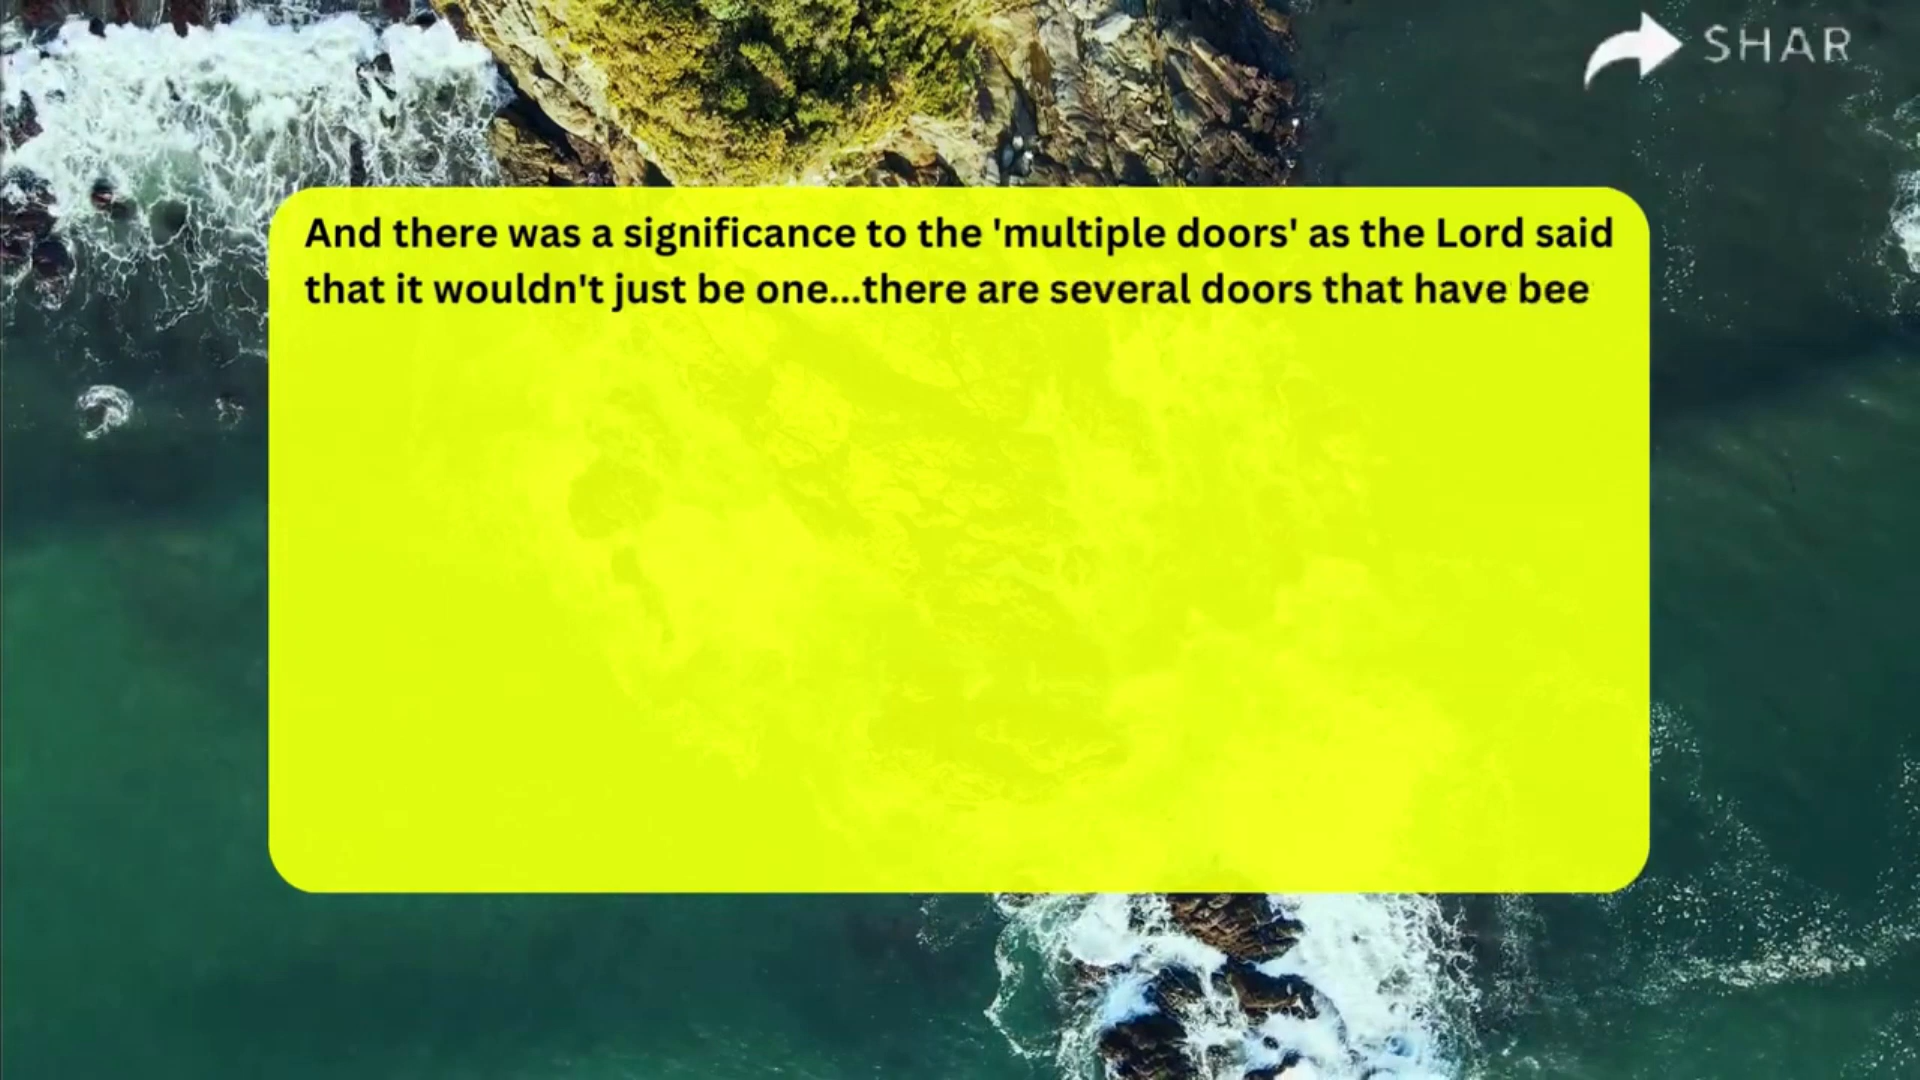 SHAR
And there was a significance to the 'multiple doors' as the Lord said
that it wouldn't just be one...there are several doors that have bee